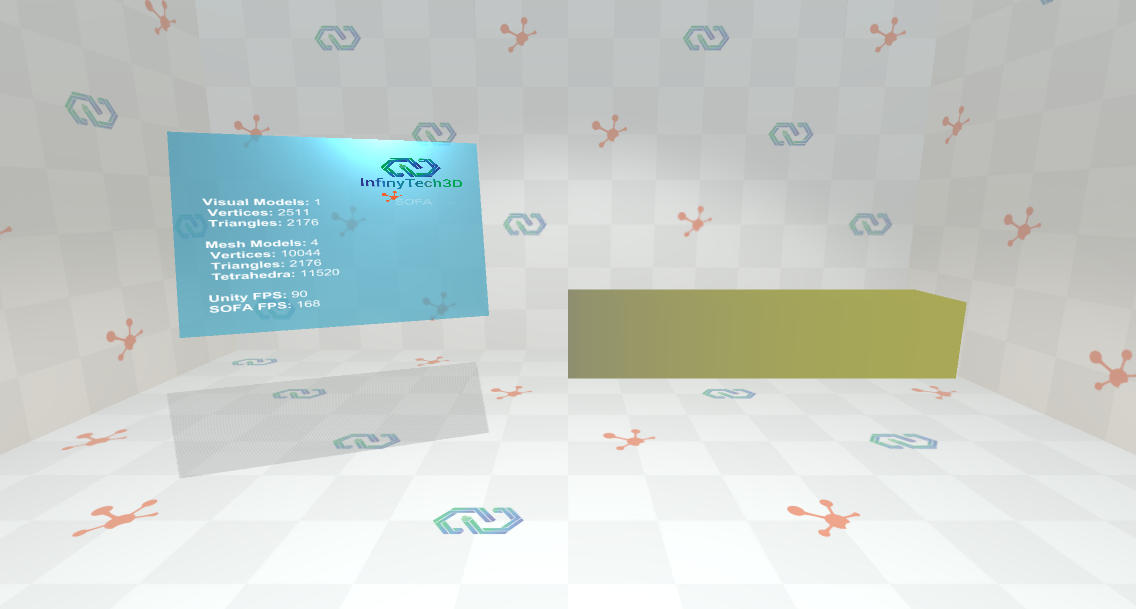 InfinyTech3D
SOFA
Visual Models: 1
Vertices: 2511
Triangles: 2176
Mesh Models: 4
Vertices: 10044
Triangles: 2176
Tetrahedra: 11520
Unity FPS: 90
SOFA FPS: 168